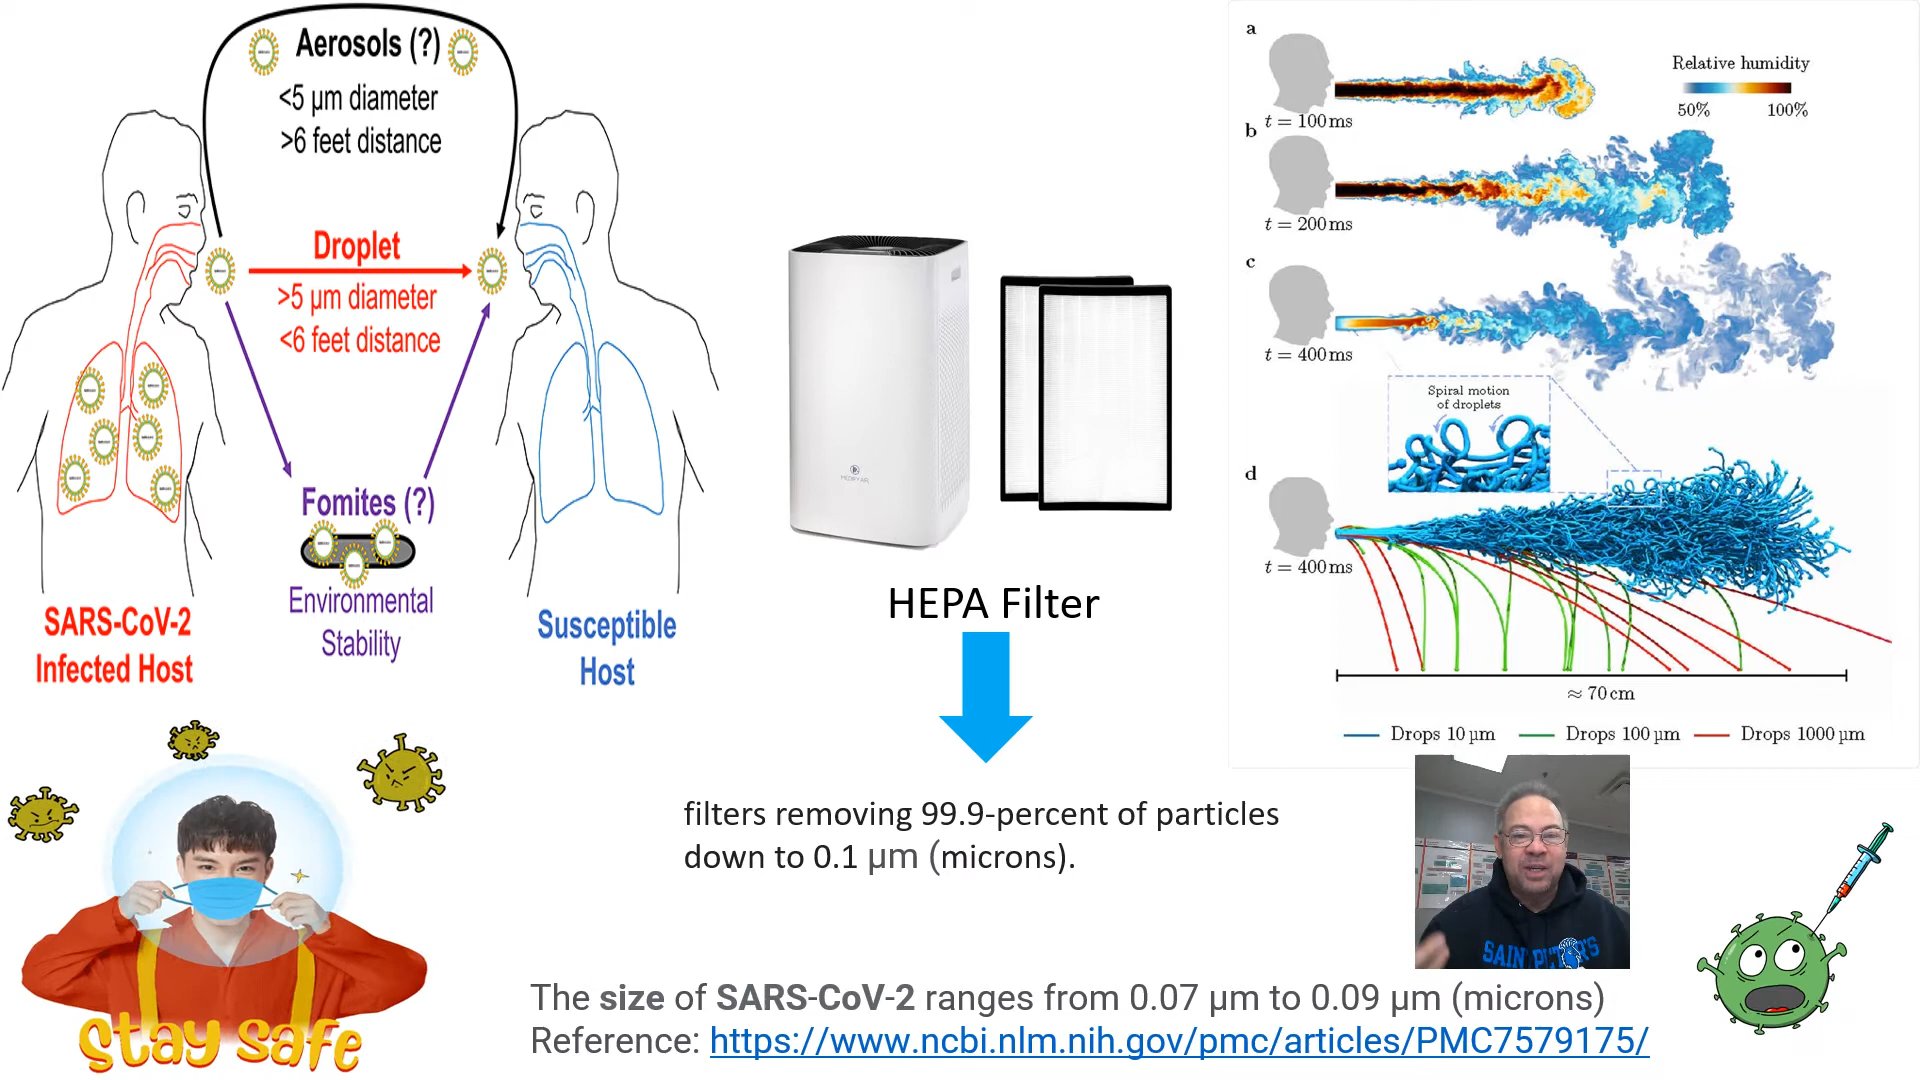 Aerosols (?)
<5 µm diameter
>6 feet distance
Droplet
>5 µm diameter
<6 feet distance
Fomites (?)
Environmental
Stability
SARS-CoV-2
Infected Host
Susceptible
Host
stay safe
HEPA Filter
filters removing 99.9-percent of particles
down to 0.1 µm (microns).
a
t = 100 ms
Relative humidity
50% 100%
b
t = 200 ms
c
t = 400 ms
Spiral motion
of droplets
d
t = 400 ms
≈ 70 cm
Drops 10 µm Drops 100 µm Drops 1000 µm
SAINT PETER'S
The size of SARS-CoV-2 ranges from 0.07 µm to 0.09 µm (microns)
Reference: https://www.ncbi.nlm.nih.gov/pmc/articles/PMC7579175/